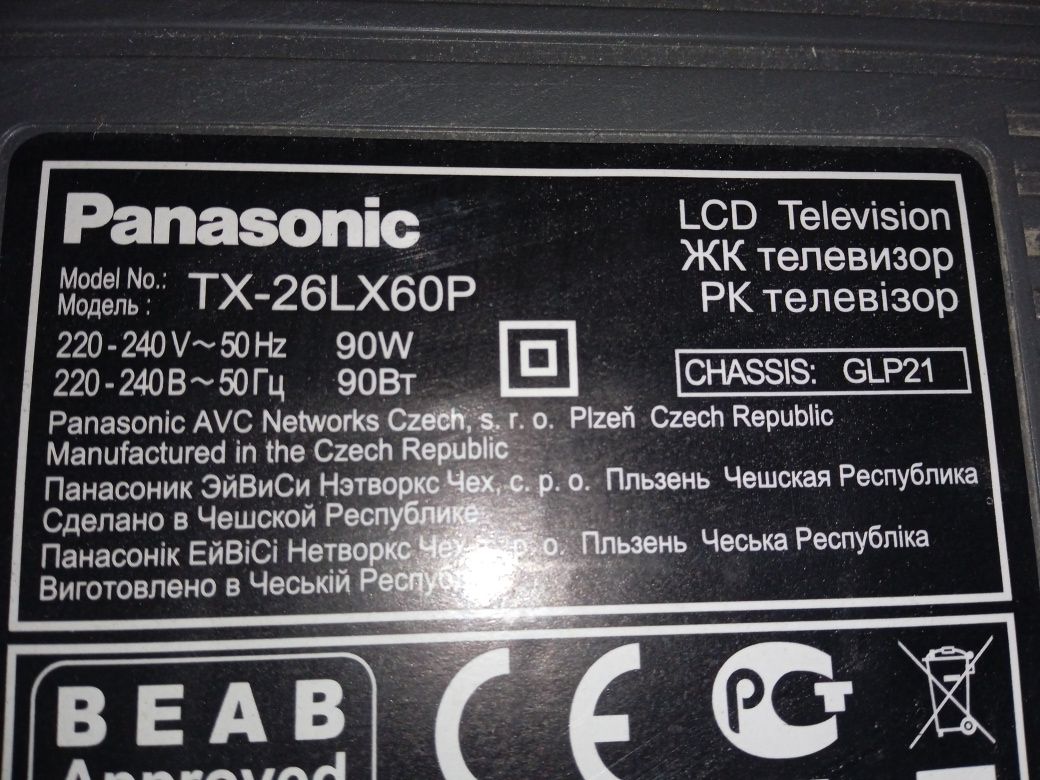 Panasonic
LCD Television
ЖК телевизор
РК телевізор
Model No.: TX-26LX60P
Модель :
220 - 240 V ~ 50 Hz 90W
220 - 240 В ~ 50 Гц 90Вт
CHASSIS: GLP21
Panasonic AVC Networks Czech, s. r. o. Plzeň Czech Republic
Manufactured in the Czech Republic
Панасоник ЭйВиСи Нэтворкс Чех, с. р. о. Пльзень Чешская Республика
Сделано в Чешской Республике
Панасонік ЕйВіСі Нетворкс Чех, с. р. о. Пльзень Чеська Республіка
Виготовлено в Чеській
BEAB
Approved
CE
РСТ